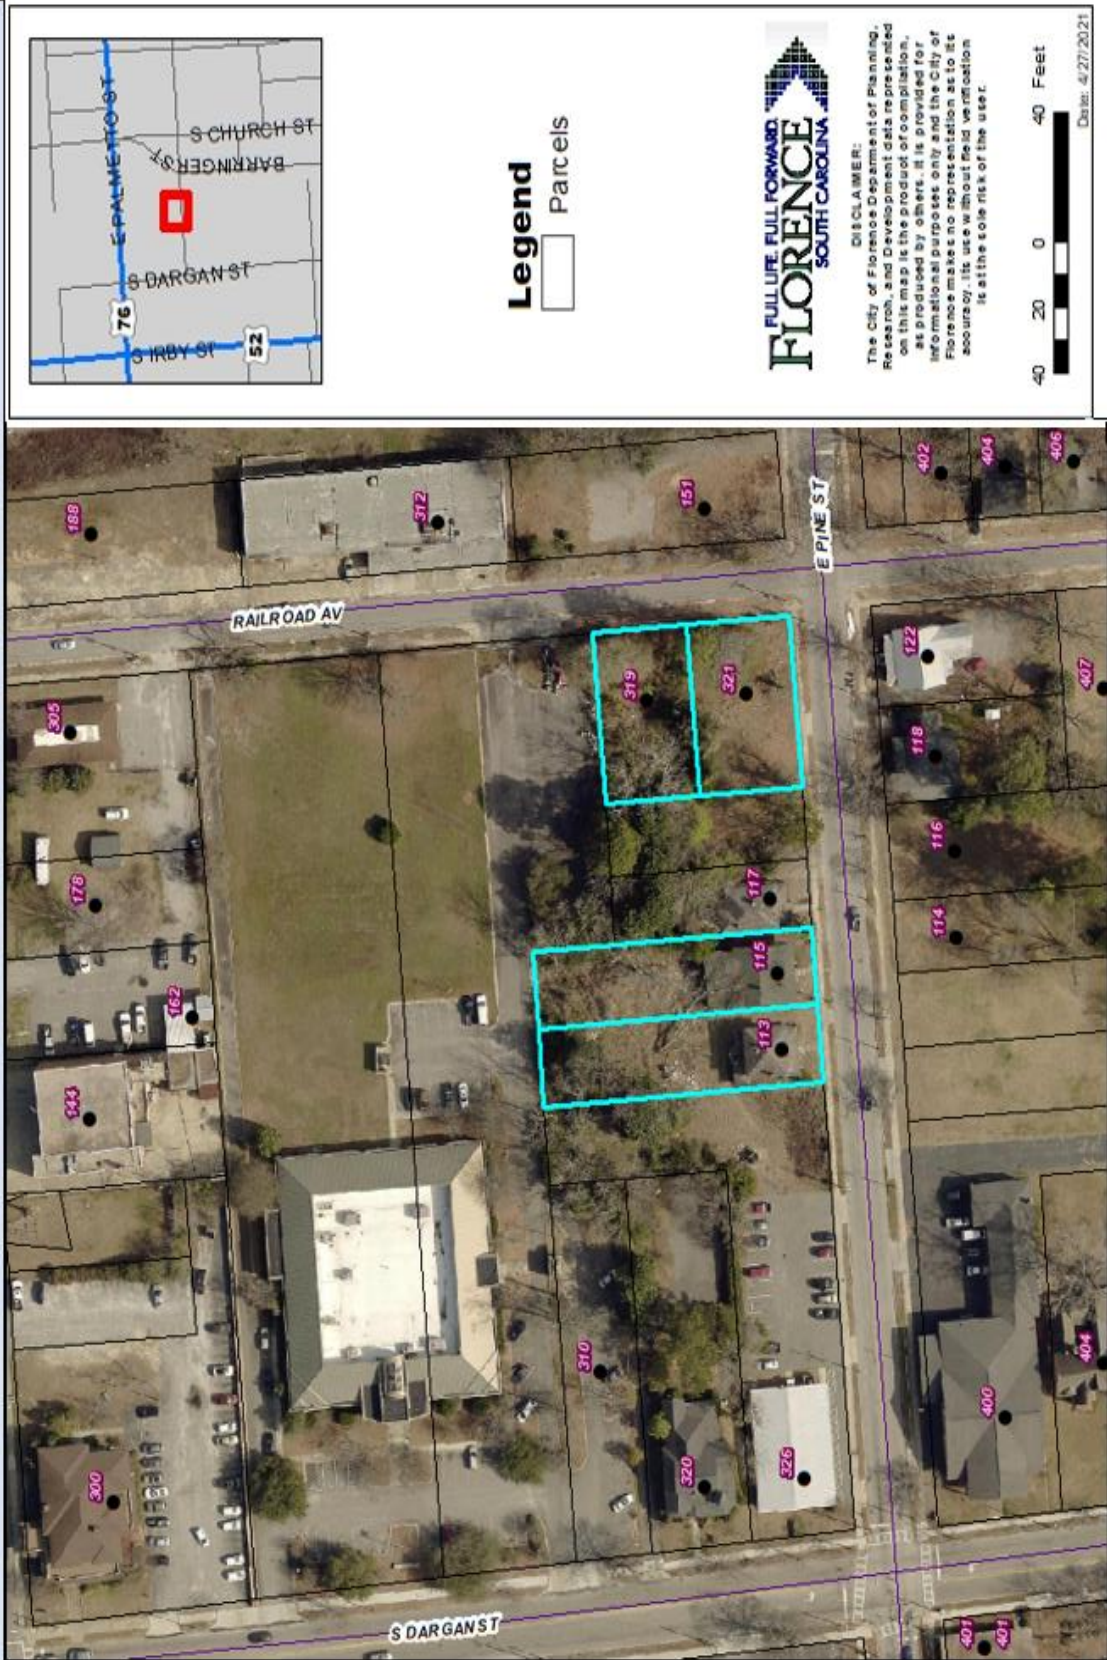 188
RAILROAD AV
312
151
E PINE ST
402
404
406
305
319
321
122
118
407
178
117
116
162
115
114
144
113
310
300
320
326
400
404
S DARGAN ST
401
401
E PALMETTO ST
S CHURCH ST
BARRINGER ST
S DARGAN ST
76
S IRBY ST
52
Legend
Parcels
FULL LIFE. FULL FORWARD.
FLORENCE
SOUTH CAROLINA
DISCLAIMER:
The City of Florence Deparment of Planning,
Research, and Development data represented
on this map is the product of compilation,
as produced by others. It is provided for
informational purposes only and the City of
Florence makes no representation as to its
accuracy. Its use without field verification
is at the sole risk of the user.
40 20 0 40 Feet
Date: 4/27/2021